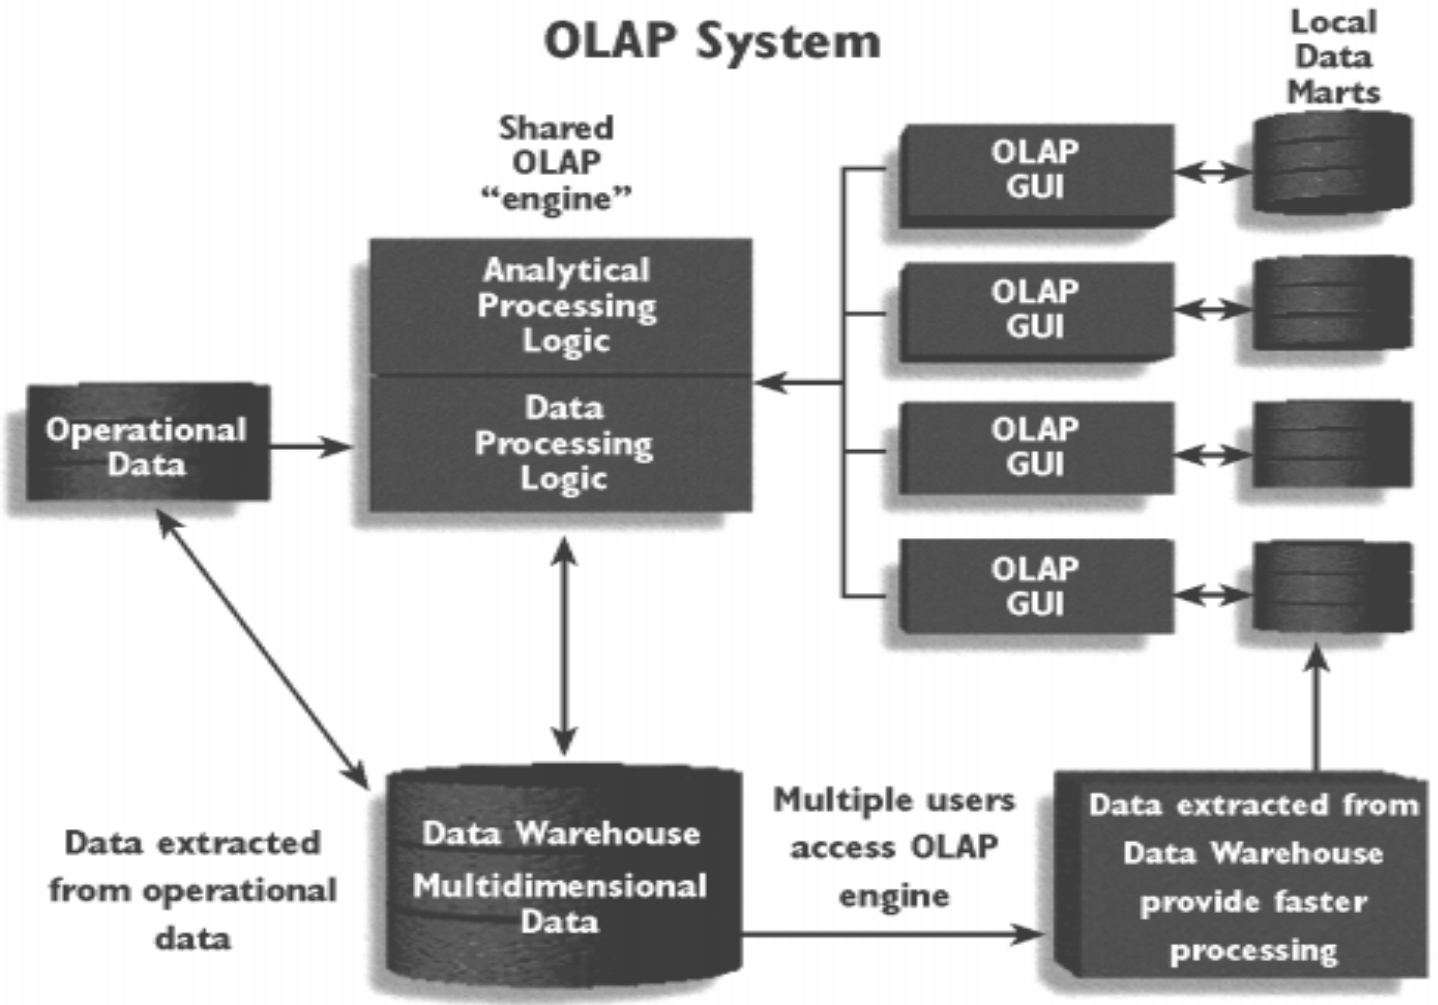 OLAP System
Local
Data
Marts
Shared
OLAP
“engine”
Analytical
Processing
Logic
Data
Processing
Logic
Operational
Data
OLAP
GUI
OLAP
GUI
OLAP
GUI
OLAP
GUI
Data extracted
from operational
data
Data Warehouse
Multidimensional
Data
Multiple users
access OLAP
engine
Data extracted from
Data Warehouse
provide faster
processing